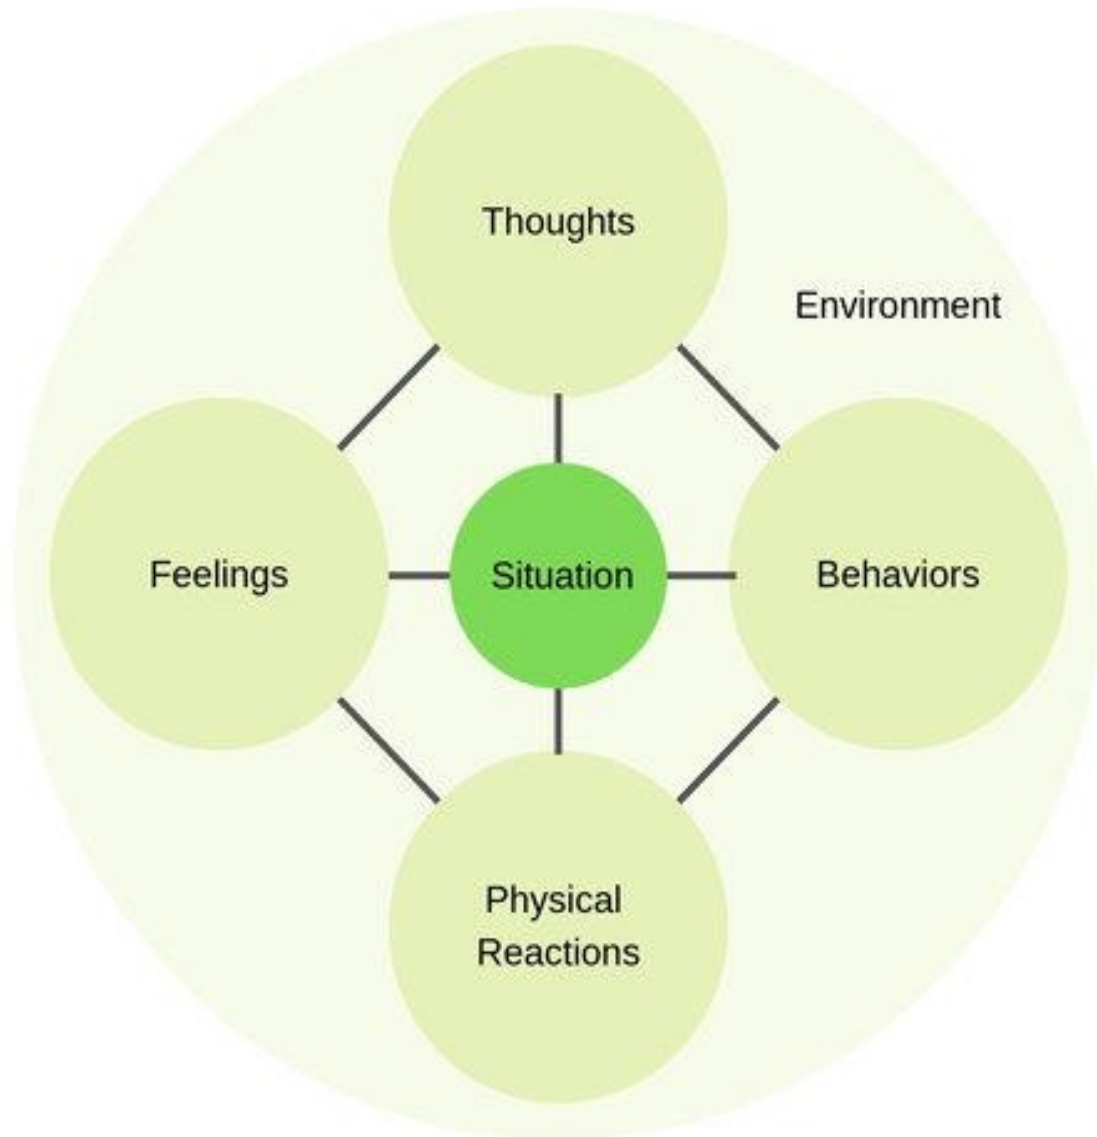 Thoughts
Environment
Feelings
Situation
Behaviors
Physical
Reactions